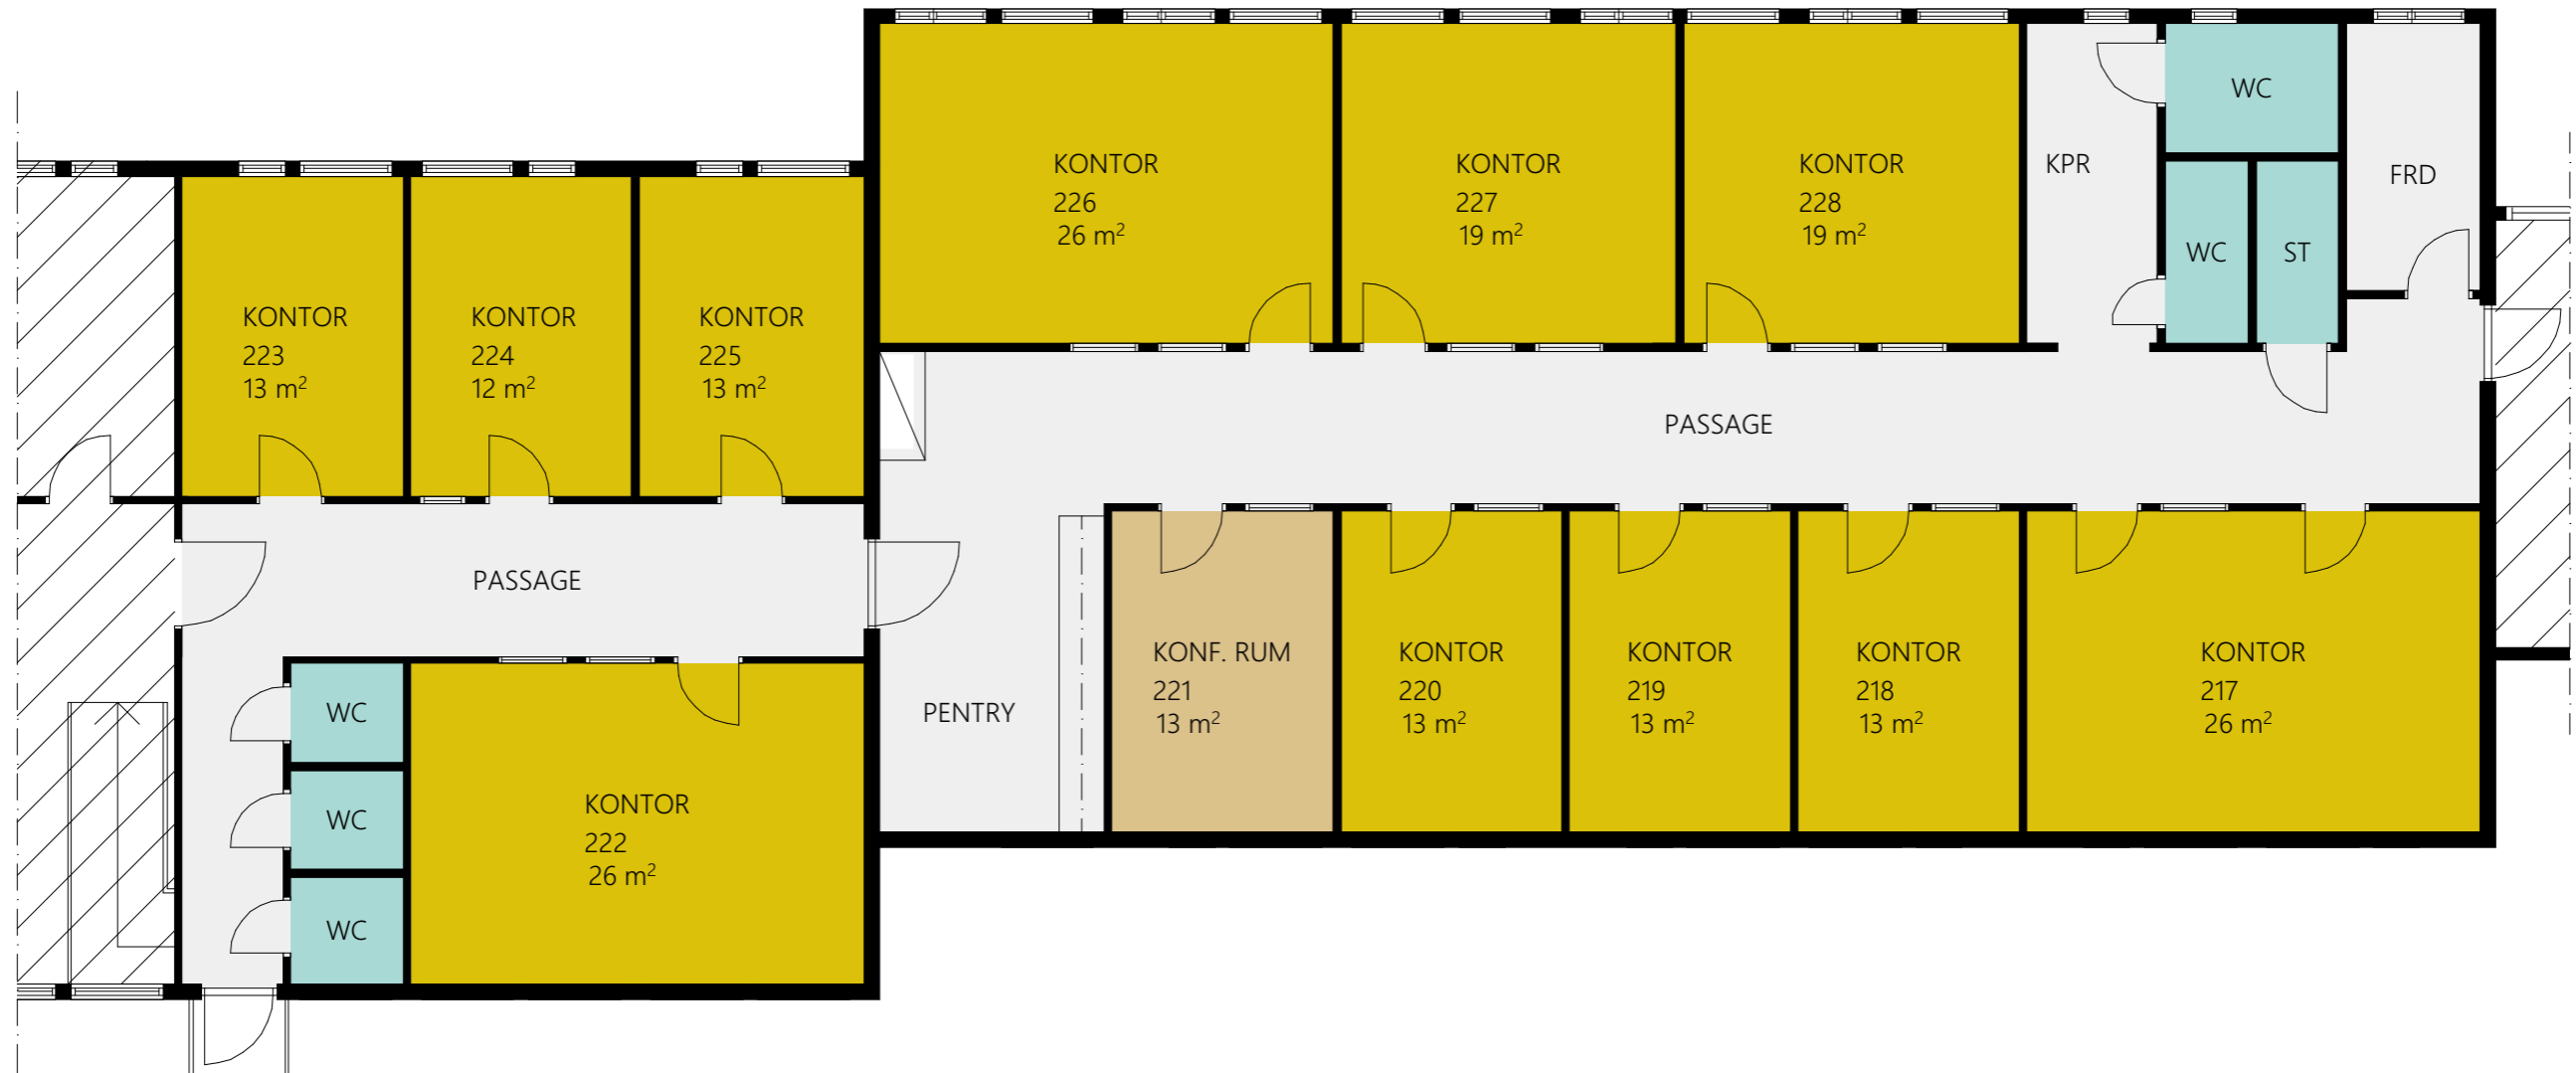 KONTOR
226
26 m²
KONTOR
227
19 m²
KONTOR
228
19 m²
KPR
WC
FRD
WC
ST
KONTOR
223
13 m²
KONTOR
224
12 m²
KONTOR
225
13 m²
PASSAGE
PASSAGE
WC
WC
WC
KONTOR
222
26 m²
PENTRY
KONF. RUM
221
13 m²
KONTOR
220
13 m²
KONTOR
219
13 m²
KONTOR
218
13 m²
KONTOR
217
26 m²